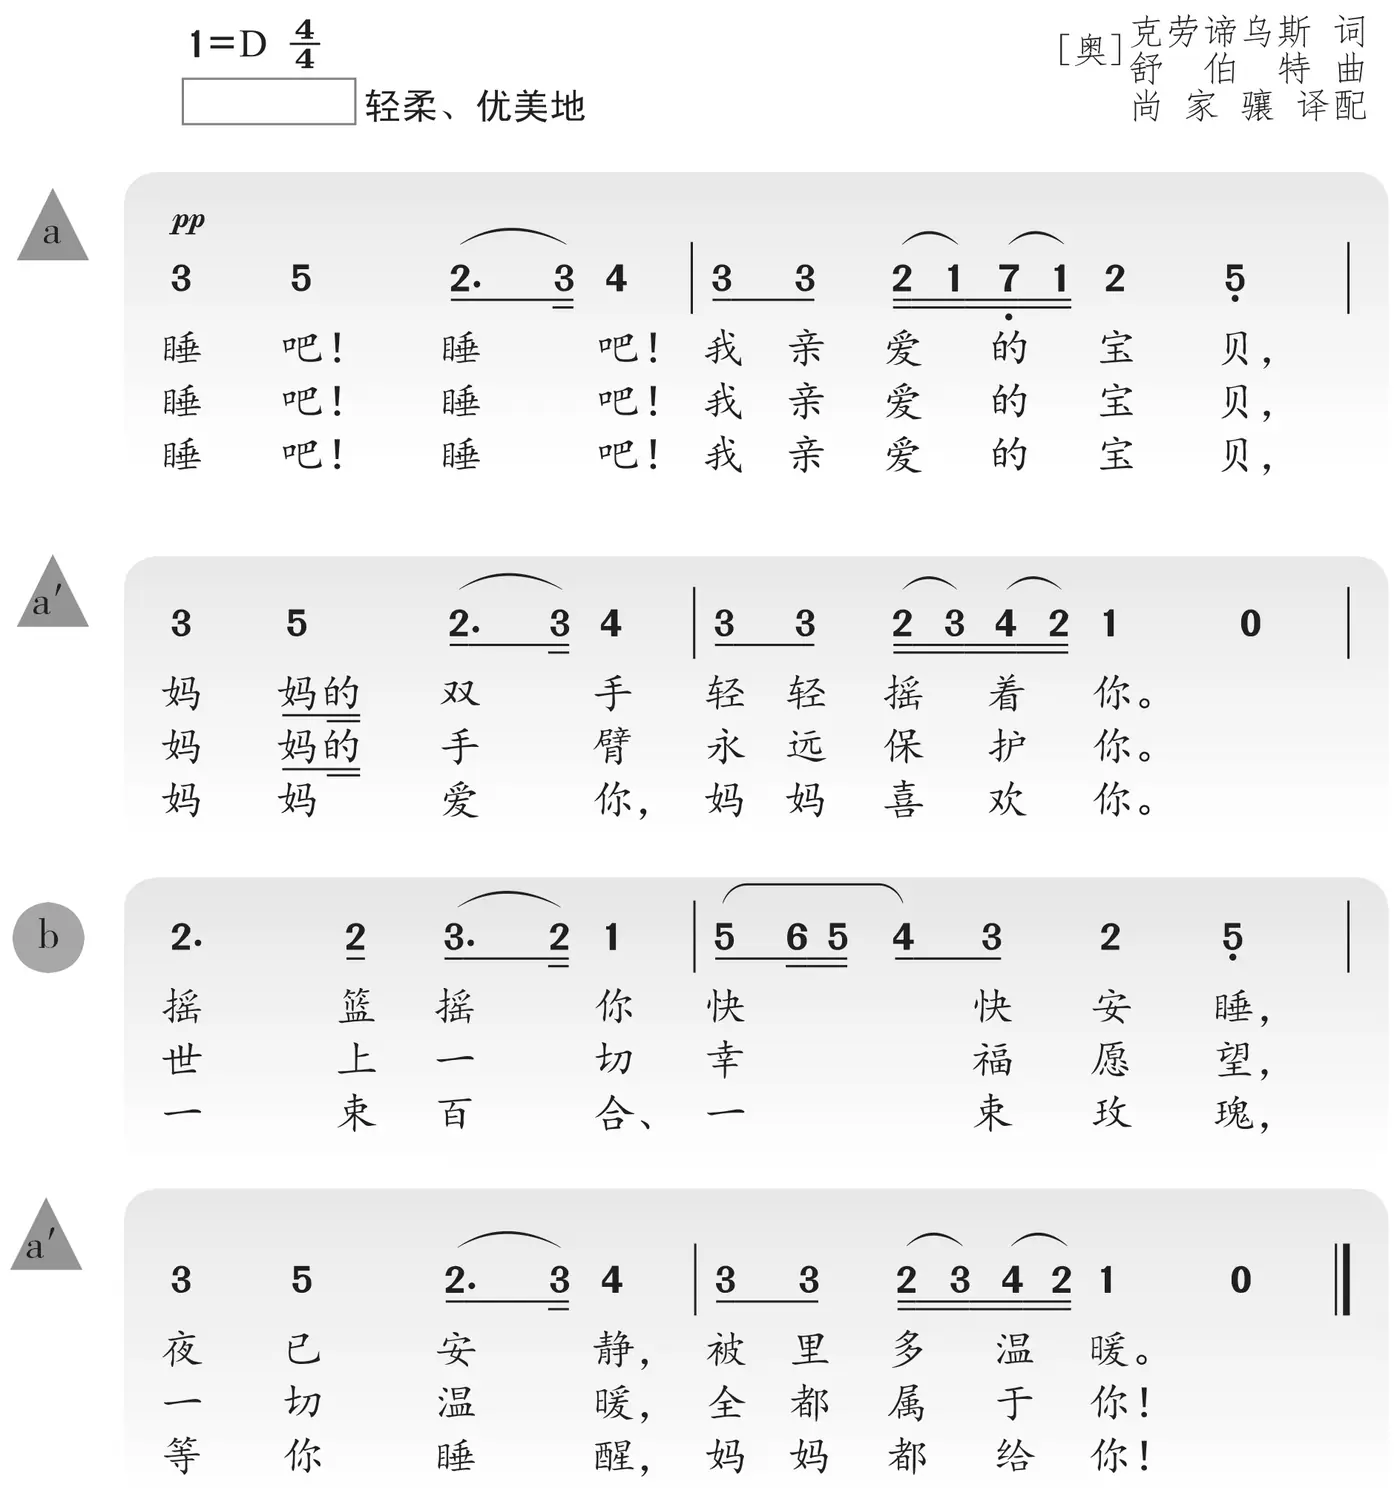 1=D 4/4
[奥] 克劳谛乌斯 词
舒伯特 曲
轻柔、优美地
尚家骧 译配
a
pp
3 5 2. 3 4 | 3 3 2 1 7 1 2 5 |
睡 吧！ 睡 吧！ 我 亲 爱 的 宝 贝，
睡 吧！ 睡 吧！ 我 亲 爱 的 宝 贝，
睡 吧！ 睡 吧！ 我 亲 爱 的 宝 贝，
a′
3 5 2. 3 4 | 3 3 2 3 4 2 1 0 |
妈 妈的 双 手 轻 轻 摇 着 你。
妈 妈的 手 臂 永 远 保 护 你。
妈 妈 爱 你， 妈 妈 喜 欢 你。
b
2. 2 3. 2 1 | 5 6 5 4 3 2 5 |
摇 篮 摇 你 快 快 安 睡，
世 上 一 切 幸 福 愿 望，
一 束 百 合、 一 束 玫 瑰，
a′
3 5 2. 3 4 | 3 3 2 3 4 2 1 0
夜 已 安 静， 被 里 多 温 暖。
一 切 温 暖， 全 都 属 于 你！
等 你 睡 醒， 妈 妈 都 给 你！